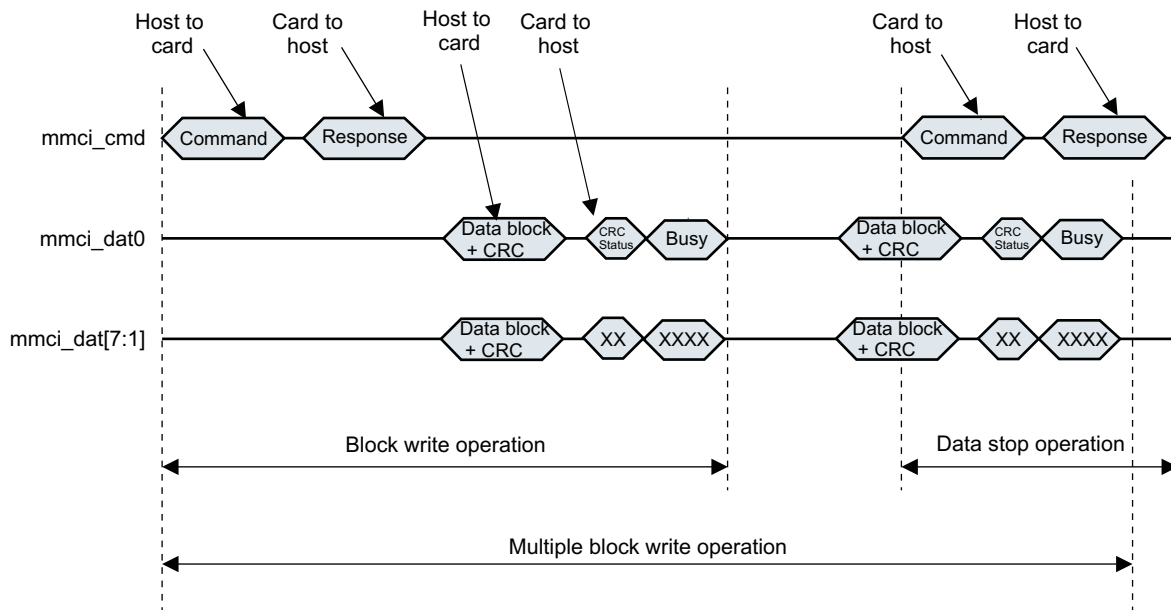 Host to
card
Card to
host
Host to
card
Card to
host
Card to
host
Host to
card
mmci_cmd
Command
Response
Command
Response
mmci_dat0
Data block
+ CRC
CRC
Status
Busy
Data block
+ CRC
CRC
Status
Busy
mmci_dat[7:1]
Data block
+ CRC
XX
XXXX
Data block
+ CRC
XX
XXXX
Block write operation
Data stop operation
Multiple block write operation